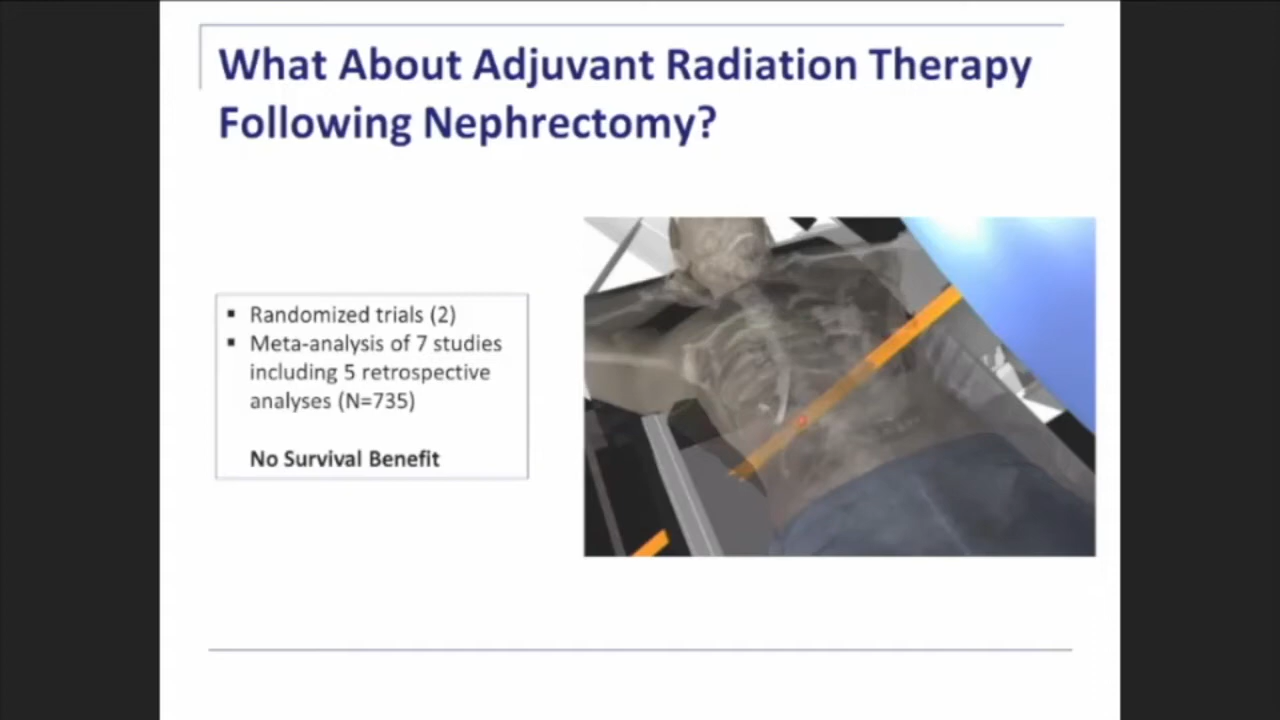 What About Adjuvant Radiation Therapy
Following Nephrectomy?
▪ Randomized trials (2)
▪ Meta-analysis of 7 studies
including 5 retrospective
analyses (N=735)
No Survival Benefit